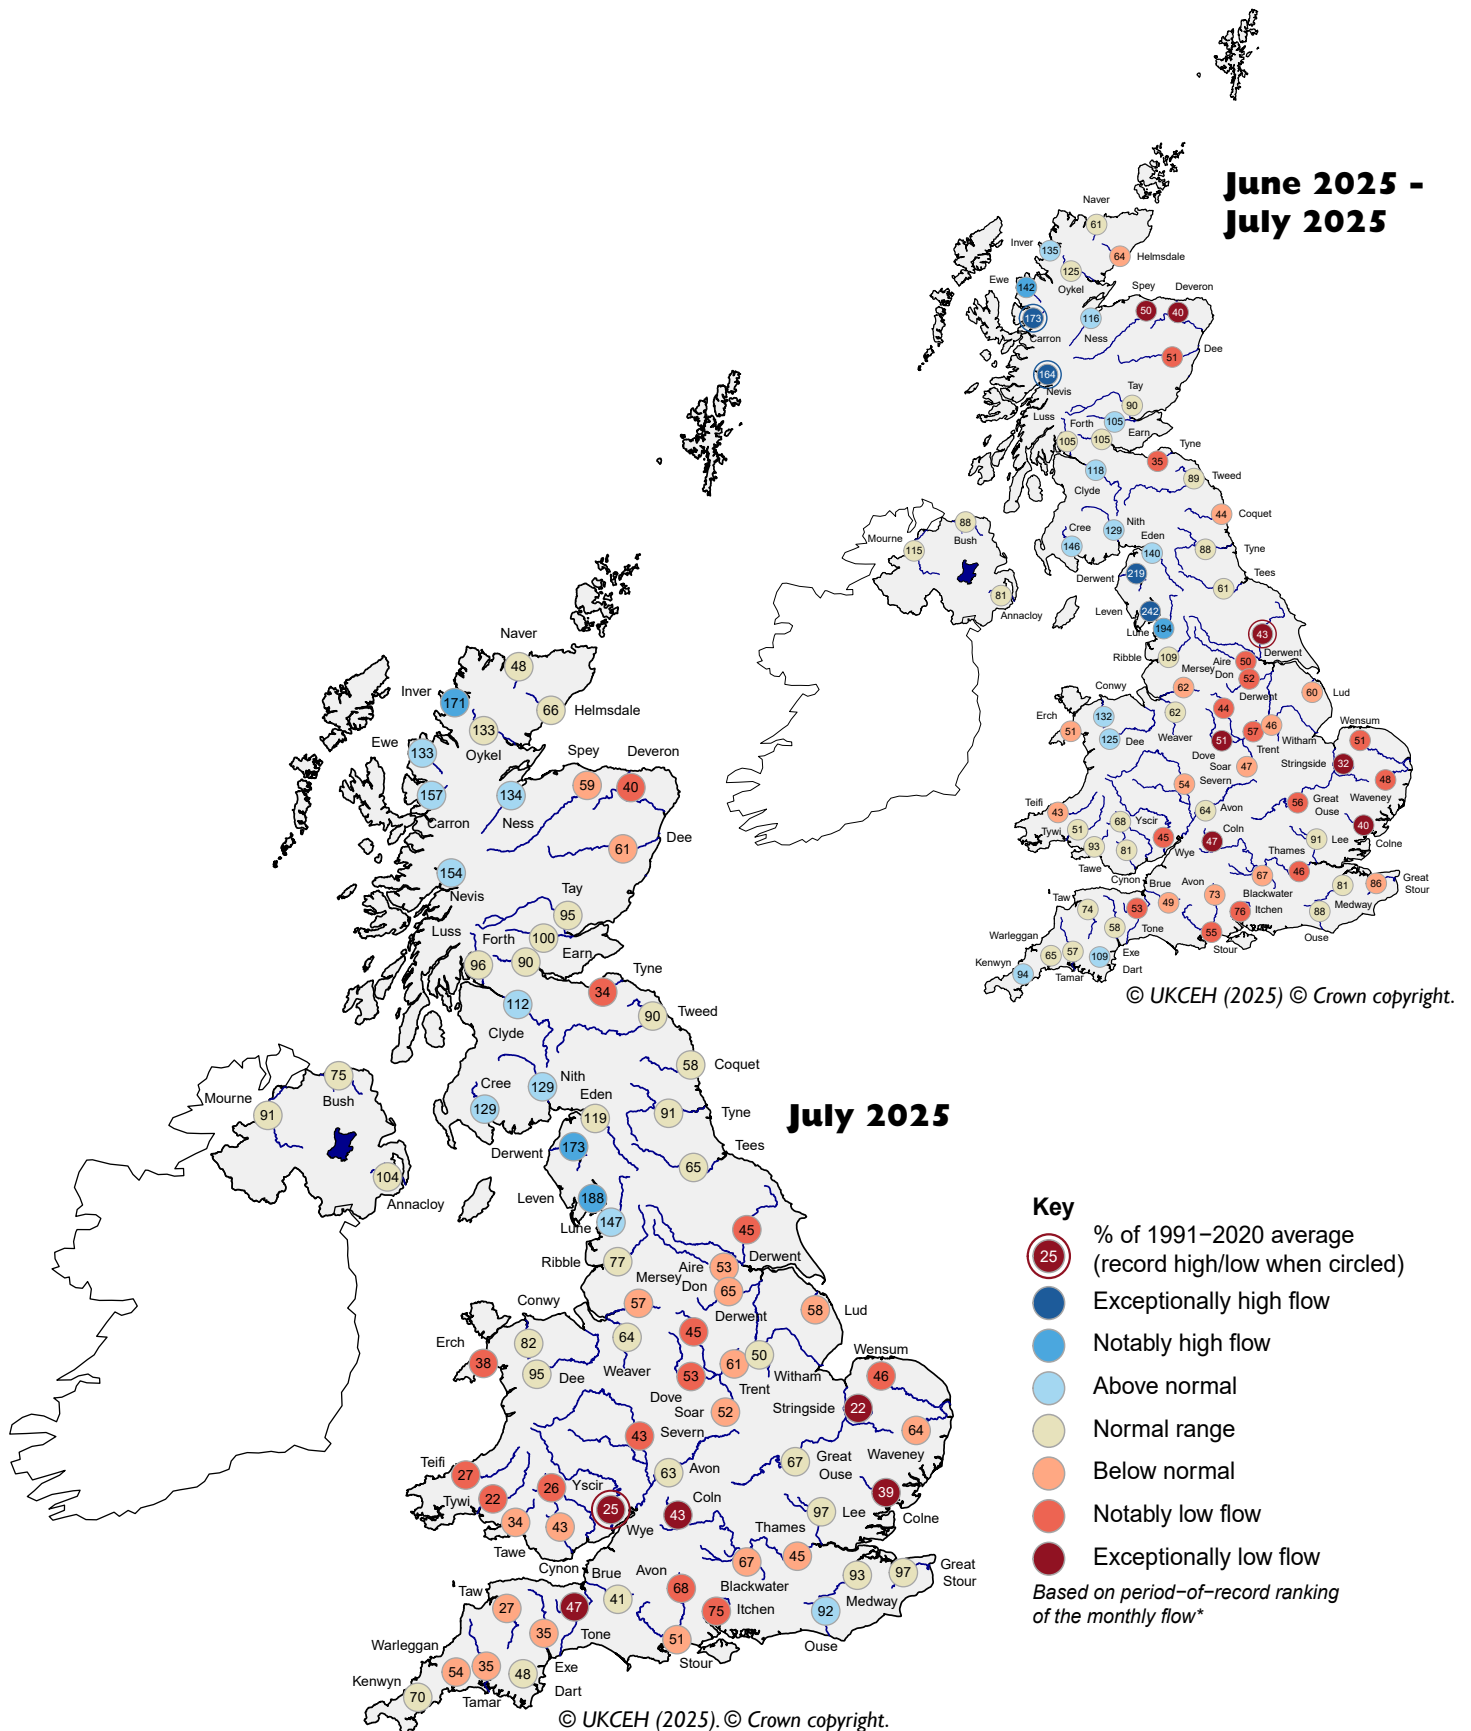 June 2025 -
July 2025
Naver
61
Inver
135
64
Helmsdale
125
Oykel
Ewe
142
Spey
Deveron
173
116
50
40
Carron
Ness
Dee
51
164
Nevis
Tay
90
Luss
Forth
105
Earn
105
105
Tyne
35
118
Clyde
89
Tweed
44
Coquet
Nith
129
Cree
146
Eden
140
88
Tyne
Mourne
88
Bush
115
81
Annacloy
Derwent
219
Tees
61
Leven
242
Lune
194
43
Derwent
Ribble
109
Aire
50
Mersey
Don
52
62
Derwent
60
Lud
Conwy
132
Erch
51
125
Dee
62
Weaver
44
51
Dove
57
46
Trent
Witham
Wensum
51
Stringside
32
48
Waveney
Soar
47
Severn
54
Teifi
43
Tywi
51
68
Yscir
64
Avon
56
Great
Ouse
40
Colne
93
Tawe
81
Cynon
45
Wye
47
Coln
91
Lee
Thames
46
67
Blackwater
81
Medway
86
Great
Stour
Taw
74
53
Tone
Brue
49
Avon
73
76
Itchen
88
Ouse
58
Exe
55
Stour
Warleggan
65
57
Tamar
109
Dart
Kenwyn
94
© UKCEH (2025) © Crown copyright.
Naver
48
Inver
171
66
Helmsdale
133
Oykel
Ewe
133
Spey
Deveron
157
134
59
40
Carron
Ness
Dee
61
154
Nevis
Tay
95
Luss
Forth
100
Earn
96
90
Tyne
34
112
Clyde
90
Tweed
58
Coquet
Nith
129
Cree
129
Eden
119
91
Tyne
Mourne
75
Bush
91
104
Annacloy
July 2025
Derwent
173
Tees
65
Leven
188
Lune
147
45
Derwent
Ribble
77
Aire
53
Mersey
Don
65
57
Derwent
58
Lud
Conwy
82
Erch
38
95
Dee
64
Weaver
45
53
Dove
61
50
Trent
Witham
Wensum
46
Stringside
22
64
Waveney
Soar
52
43
Severn
Teifi
27
Tywi
22
26
Yscir
63
Avon
67
Great
Ouse
39
Colne
34
Tawe
43
Cynon
25
Wye
43
Coln
97
Lee
Thames
45
67
Blackwater
93
Medway
97
Great
Stour
Taw
27
47
Tone
Brue
41
Avon
68
75
Itchen
92
Ouse
35
Exe
51
Stour
Warleggan
54
35
Tamar
48
Dart
Kenwyn
70
© UKCEH (2025). © Crown copyright.
Key
25
% of 1991−2020 average
(record high/low when circled)
Exceptionally high flow
Notably high flow
Above normal
Normal range
Below normal
Notably low flow
Exceptionally low flow
Based on period−of−record ranking
of the monthly flow*